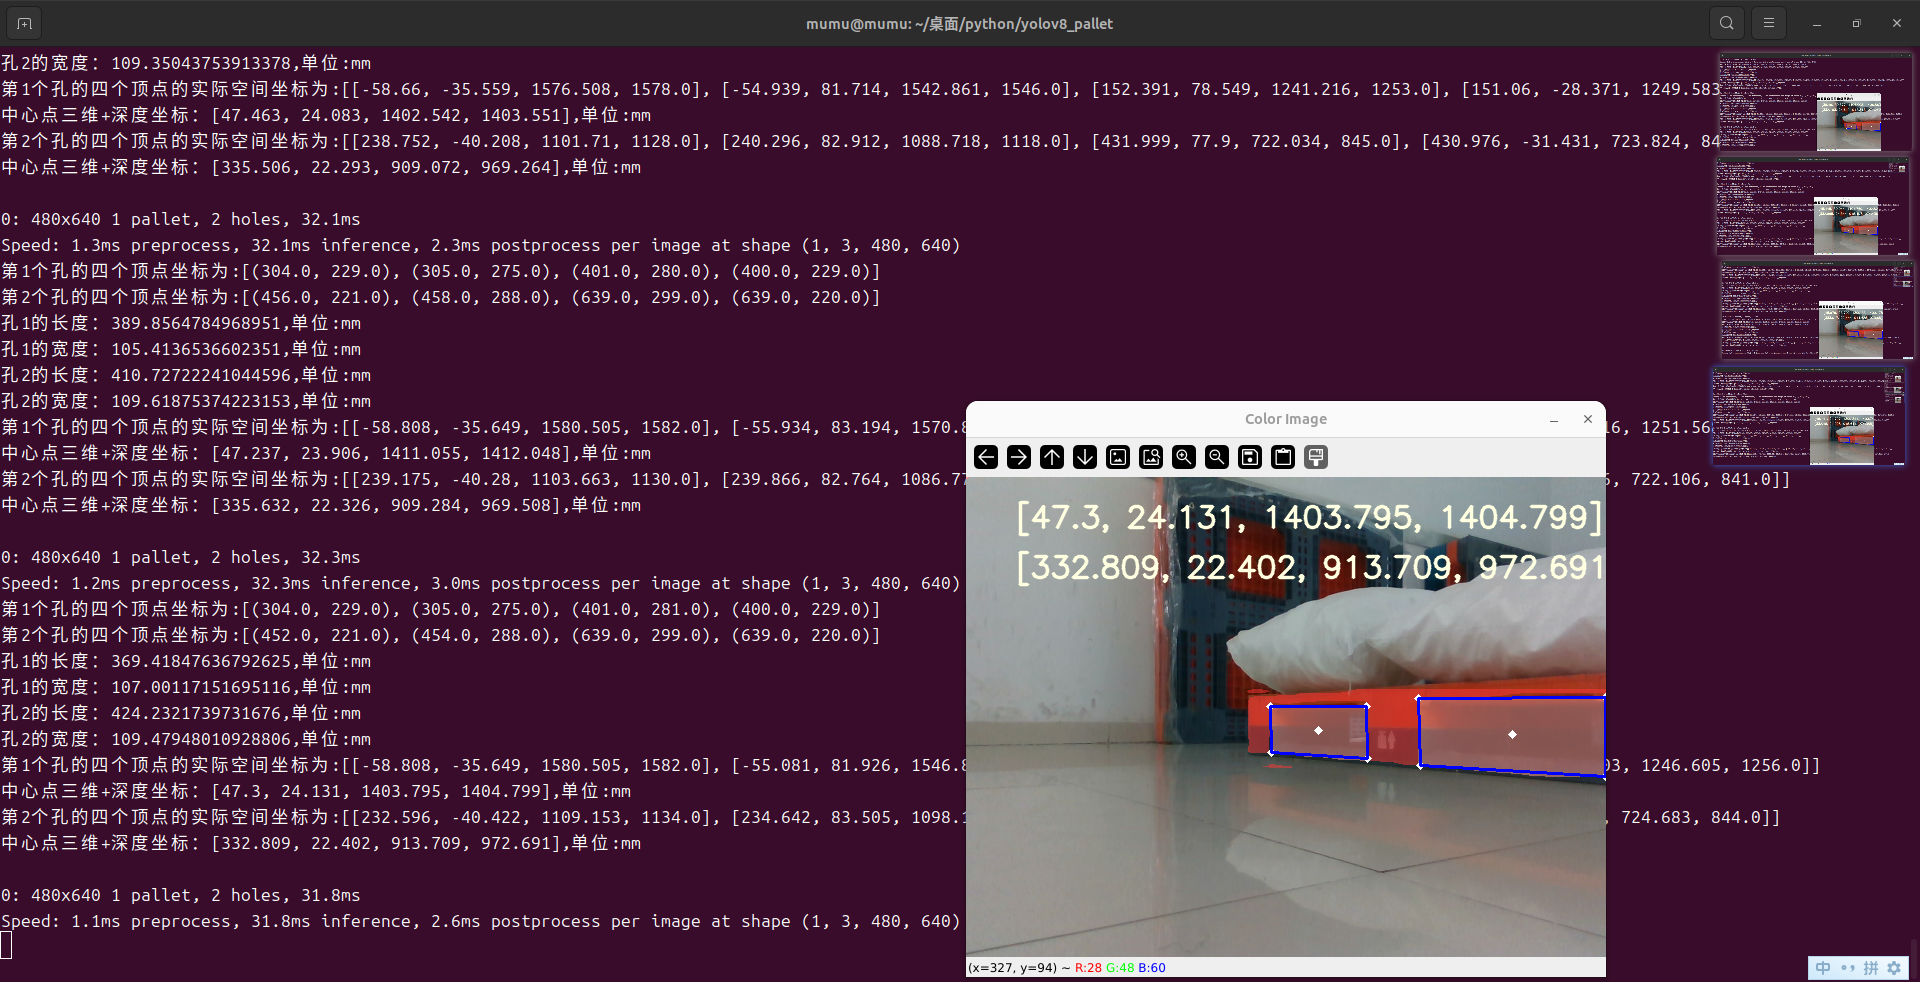 mumu@mumu: ~/桌面/python/yolov8_pallet
孔2的宽度: 109.35043753913378,单位:mm
第1个孔的四个顶点的实际空间坐标为:[[-58.66, -35.559, 1576.508, 1578.0], [-54.939, 81.714, 1542.861, 1546.0], [152.391, 78.549, 1241.216, 1253.0], [151.06, -28.371, 1249.583
中心点三维+深度坐标: [47.463, 24.083, 1402.542, 1403.551],单位:mm
第2个孔的四个顶点的实际空间坐标为:[[238.752, -40.208, 1101.71, 1128.0], [240.296, 82.912, 1088.718, 1118.0], [431.999, 77.9, 722.034, 845.0], [430.976, -31.431, 723.824, 84
中心点三维+深度坐标: [335.506, 22.293, 909.072, 969.264],单位:mm
0: 480x640 1 pallet, 2 holes, 32.1ms
Speed: 1.3ms preprocess, 32.1ms inference, 2.3ms postprocess per image at shape (1, 3, 480, 640)
第1个孔的四个顶点坐标为:[(304.0, 229.0), (305.0, 275.0), (401.0, 280.0), (400.0, 229.0)]
第2个孔的四个顶点坐标为:[(456.0, 221.0), (458.0, 288.0), (639.0, 299.0), (639.0, 220.0)]
孔1的长度: 389.8564784968951,单位:mm
孔1的宽度: 105.4136536602351,单位:mm
孔2的长度: 410.72722241044596,单位:mm
孔2的宽度: 109.61875374223153,单位:mm
第1个孔的四个顶点的实际空间坐标为:[[-58.808, -35.649, 1580.505, 1582.0], [-55.934, 83.194, 1570.8 16, 1251.56
中心点三维+深度坐标: [47.237, 23.906, 1411.055, 1412.048],单位:mm
第2个孔的四个顶点的实际空间坐标为:[[239.175, -40.28, 1103.663, 1130.0], [239.866, 82.764, 1086.77 , 722.106, 841.0]]
中心点三维+深度坐标: [335.632, 22.326, 909.284, 969.508],单位:mm
0: 480x640 1 pallet, 2 holes, 32.3ms
Speed: 1.2ms preprocess, 32.3ms inference, 3.0ms postprocess per image at shape (1, 3, 480, 640)
第1个孔的四个顶点坐标为:[(304.0, 229.0), (305.0, 275.0), (401.0, 281.0), (400.0, 229.0)]
第2个孔的四个顶点坐标为:[(452.0, 221.0), (454.0, 288.0), (639.0, 299.0), (639.0, 220.0)]
孔1的长度: 369.41847636792625,单位:mm
孔1的宽度: 107.00117151695116,单位:mm
孔2的长度: 424.2321739731676,单位:mm
孔2的宽度: 109.47948010928806,单位:mm
第1个孔的四个顶点的实际空间坐标为:[[-58.808, -35.649, 1580.505, 1582.0], [-55.081, 81.926, 1546.8 03, 1246.605, 1256.0]]
中心点三维+深度坐标: [47.3, 24.131, 1403.795, 1404.799],单位:mm
第2个孔的四个顶点的实际空间坐标为:[[232.596, -40.422, 1109.153, 1134.0], [234.642, 83.505, 1098.1 , 724.683, 844.0]]
中心点三维+深度坐标: [332.809, 22.402, 913.709, 972.691],单位:mm
0: 480x640 1 pallet, 2 holes, 31.8ms
Speed: 1.1ms preprocess, 31.8ms inference, 2.6ms postprocess per image at shape (1, 3, 480, 640)
Color Image
[47.3, 24.131, 1403.795, 1404.799]
[332.809, 22.402, 913.709, 972.691
(x=327, y=94) ~ R:28 G:48 B:60
中 拼